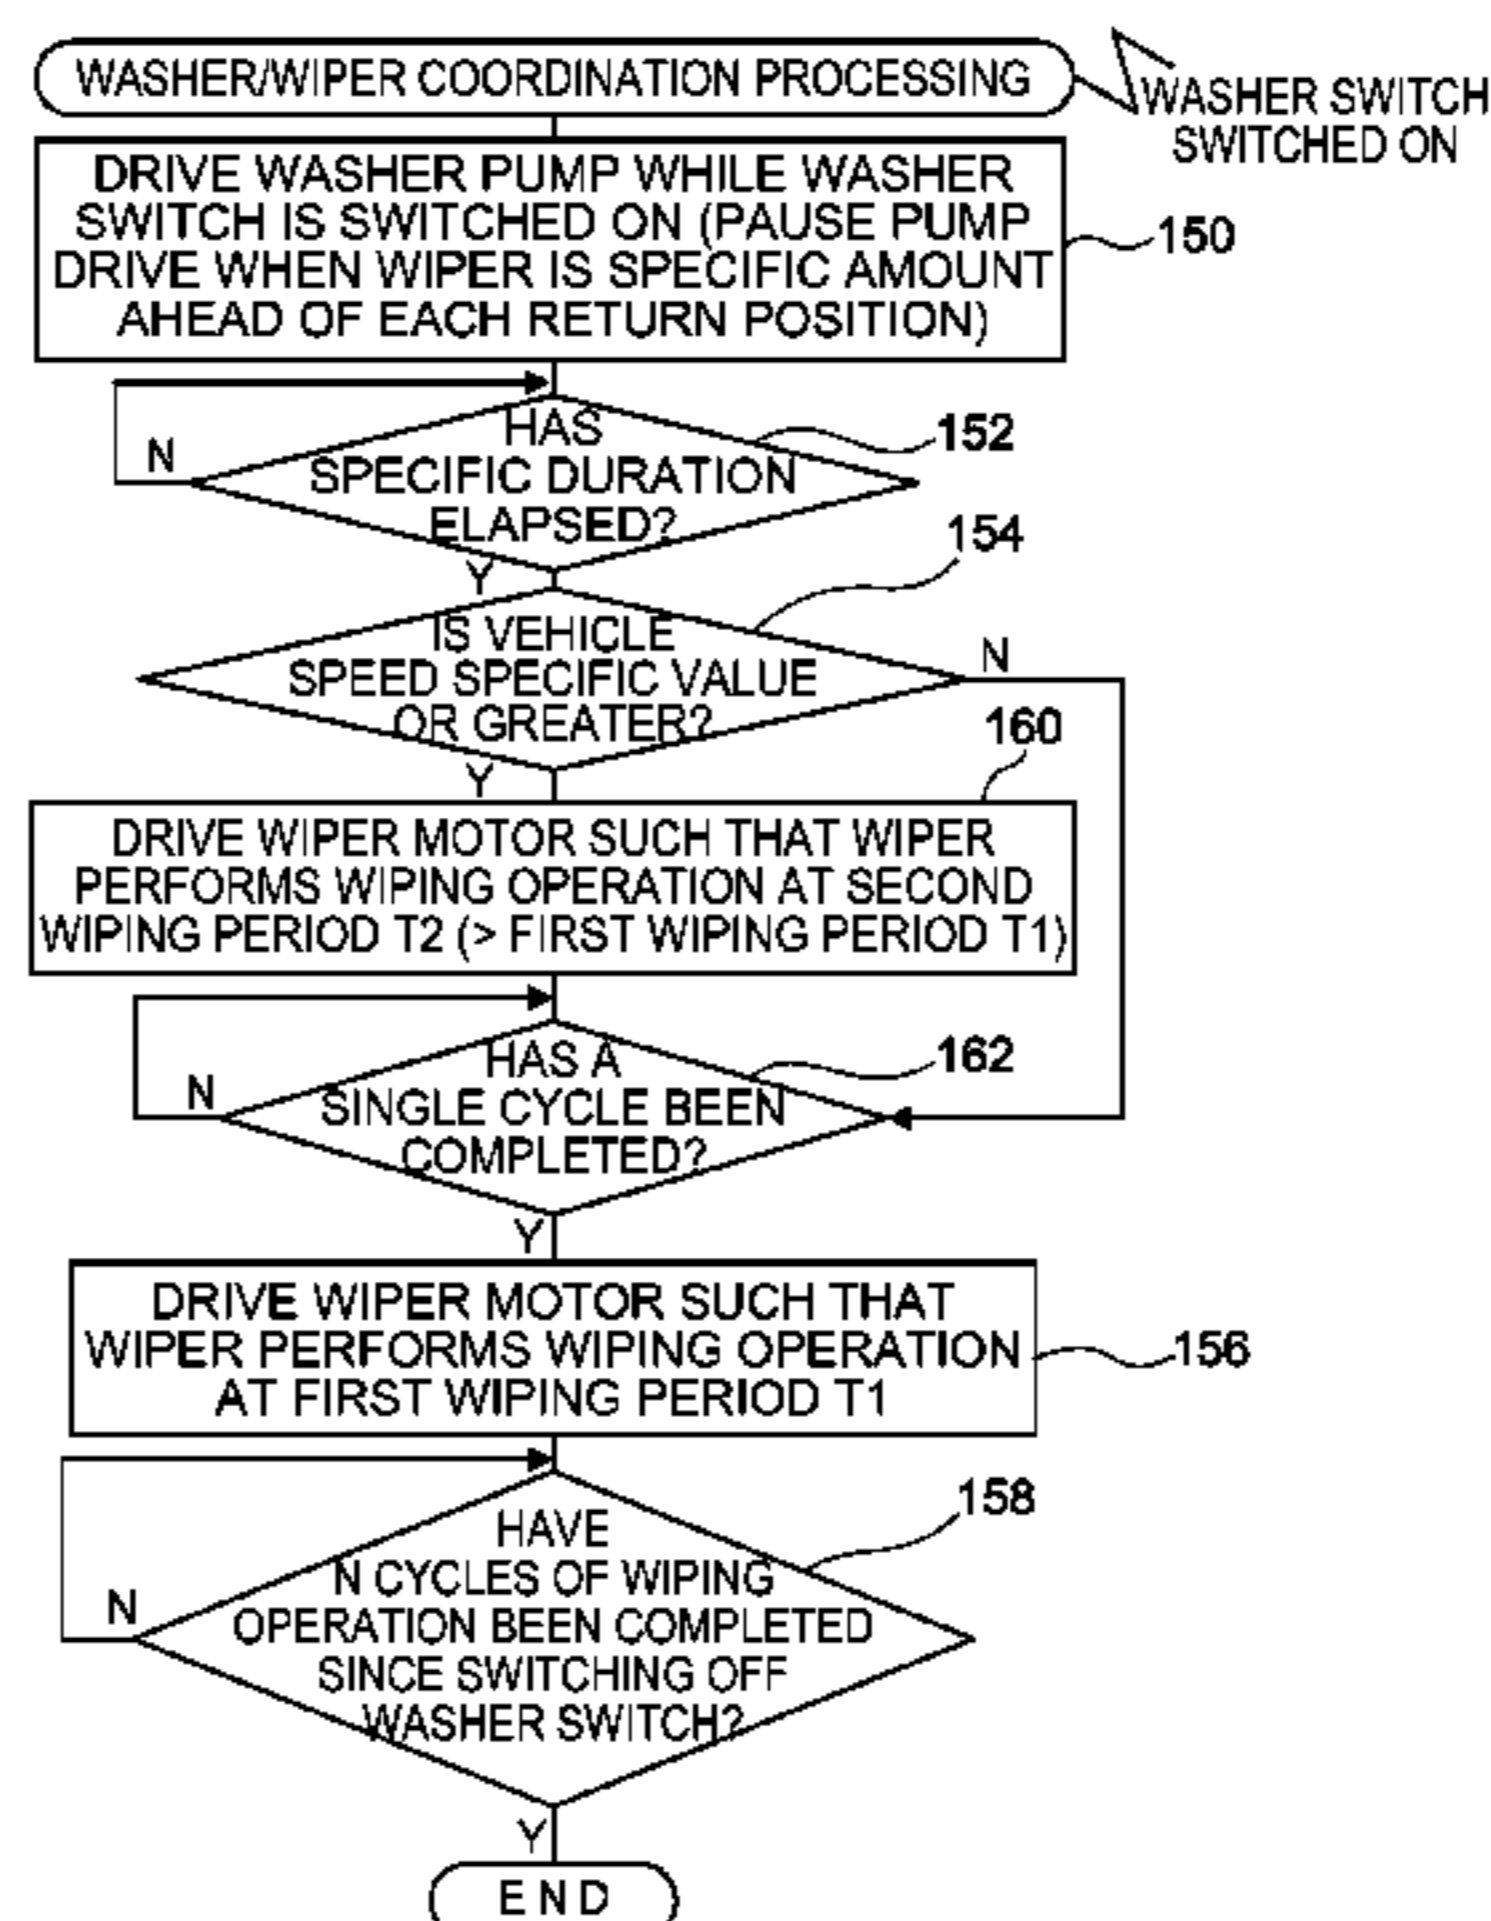 WASHER/WIPER COORDINATION PROCESSING
WASHER SWITCH
SWITCHED ON
DRIVE WASHER PUMP WHILE WASHER
SWITCH IS SWITCHED ON (PAUSE PUMP
DRIVE WHEN WIPER IS SPECIFIC AMOUNT
AHEAD OF EACH RETURN POSITION)
150
HAS
SPECIFIC DURATION
ELAPSED?
152
N
Y
154
IS VEHICLE
SPEED SPECIFIC VALUE
OR GREATER?
N
Y
160
DRIVE WIPER MOTOR SUCH THAT WIPER
PERFORMS WIPING OPERATION AT SECOND
WIPING PERIOD T2 (> FIRST WIPING PERIOD T1)
HAS A
SINGLE CYCLE BEEN
COMPLETED?
162
N
Y
DRIVE WIPER MOTOR SUCH THAT
WIPER PERFORMS WIPING OPERATION
AT FIRST WIPING PERIOD T1
156
158
HAVE
N CYCLES OF WIPING
OPERATION BEEN COMPLETED
SINCE SWITCHING OFF
WASHER SWITCH?
N
Y
END